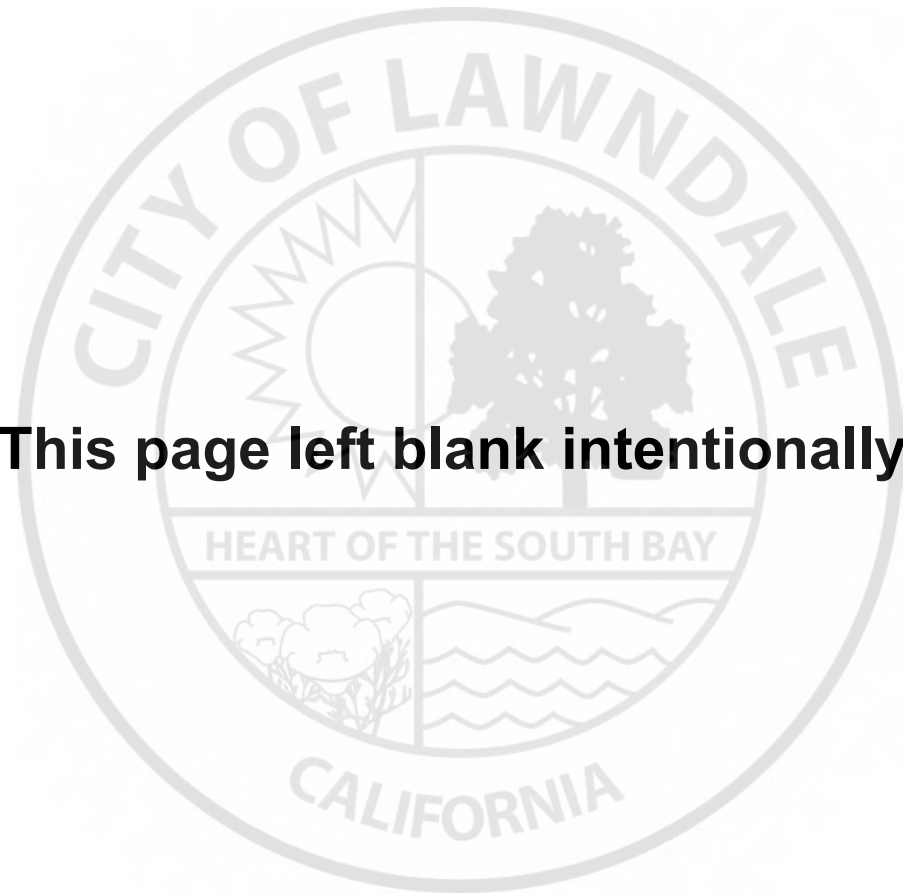 CITY OF LAWNDALE
This page left blank intentionally
HEART OF THE SOUTH BAY
CALIFORNIA